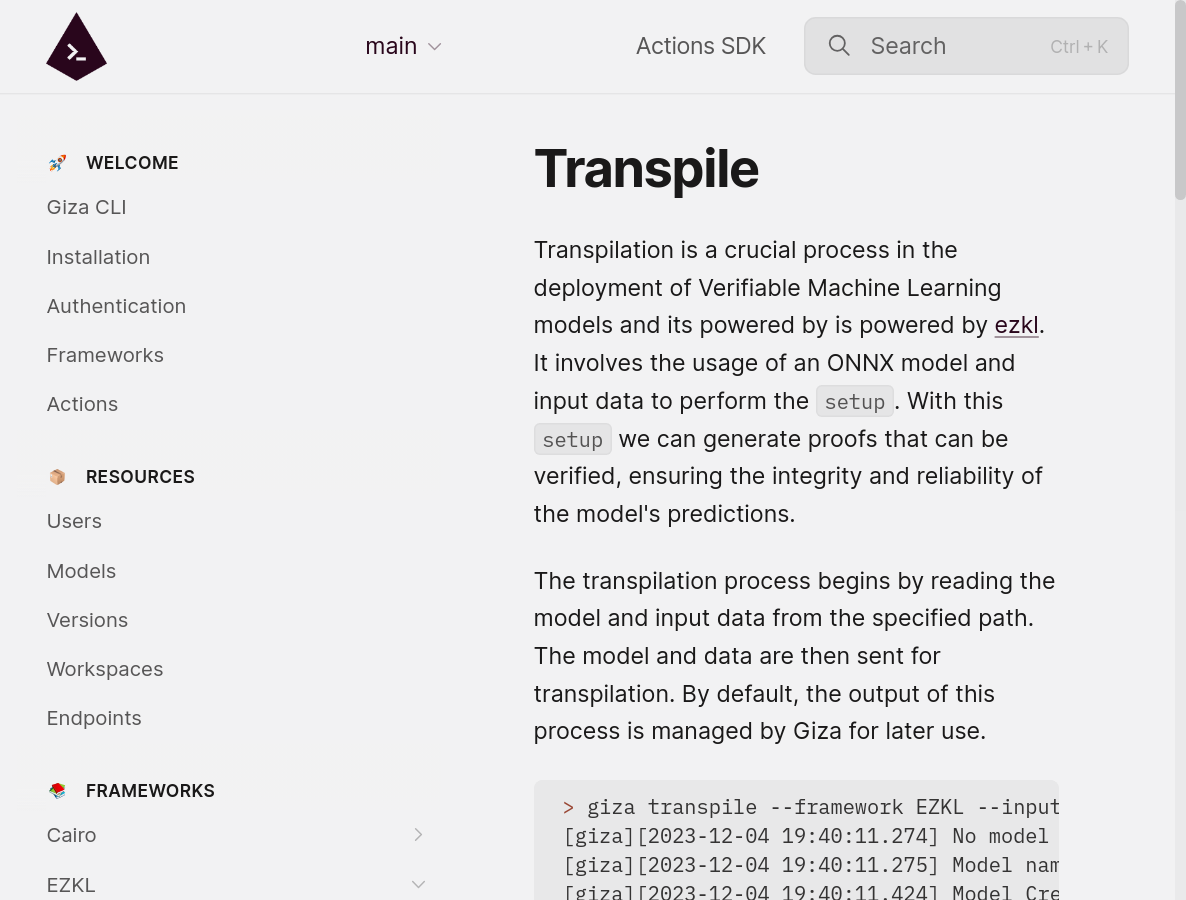 main
Actions SDK
Search
Ctrl + K
WELCOME
Giza CLI
Installation
Authentication
Frameworks
Actions
RESOURCES
Users
Models
Versions
Workspaces
Endpoints
FRAMEWORKS
Cairo
EZKL
Transpile
Transpilation is a crucial process in the
deployment of Verifiable Machine Learning
models and its powered by is powered by ezkl.
It involves the usage of an ONNX model and
input data to perform the setup. With this
setup we can generate proofs that can be
verified, ensuring the integrity and reliability of
the model's predictions.
The transpilation process begins by reading the
model and input data from the specified path.
The model and data are then sent for
transpilation. By default, the output of this
process is managed by Giza for later use.
> giza transpile --framework EZKL --input
[giza][2023-12-04 19:40:11.274] No model
[giza][2023-12-04 19:40:11.275] Model nam
[giza][2023-12-04 19:40:11.424] Model Cre